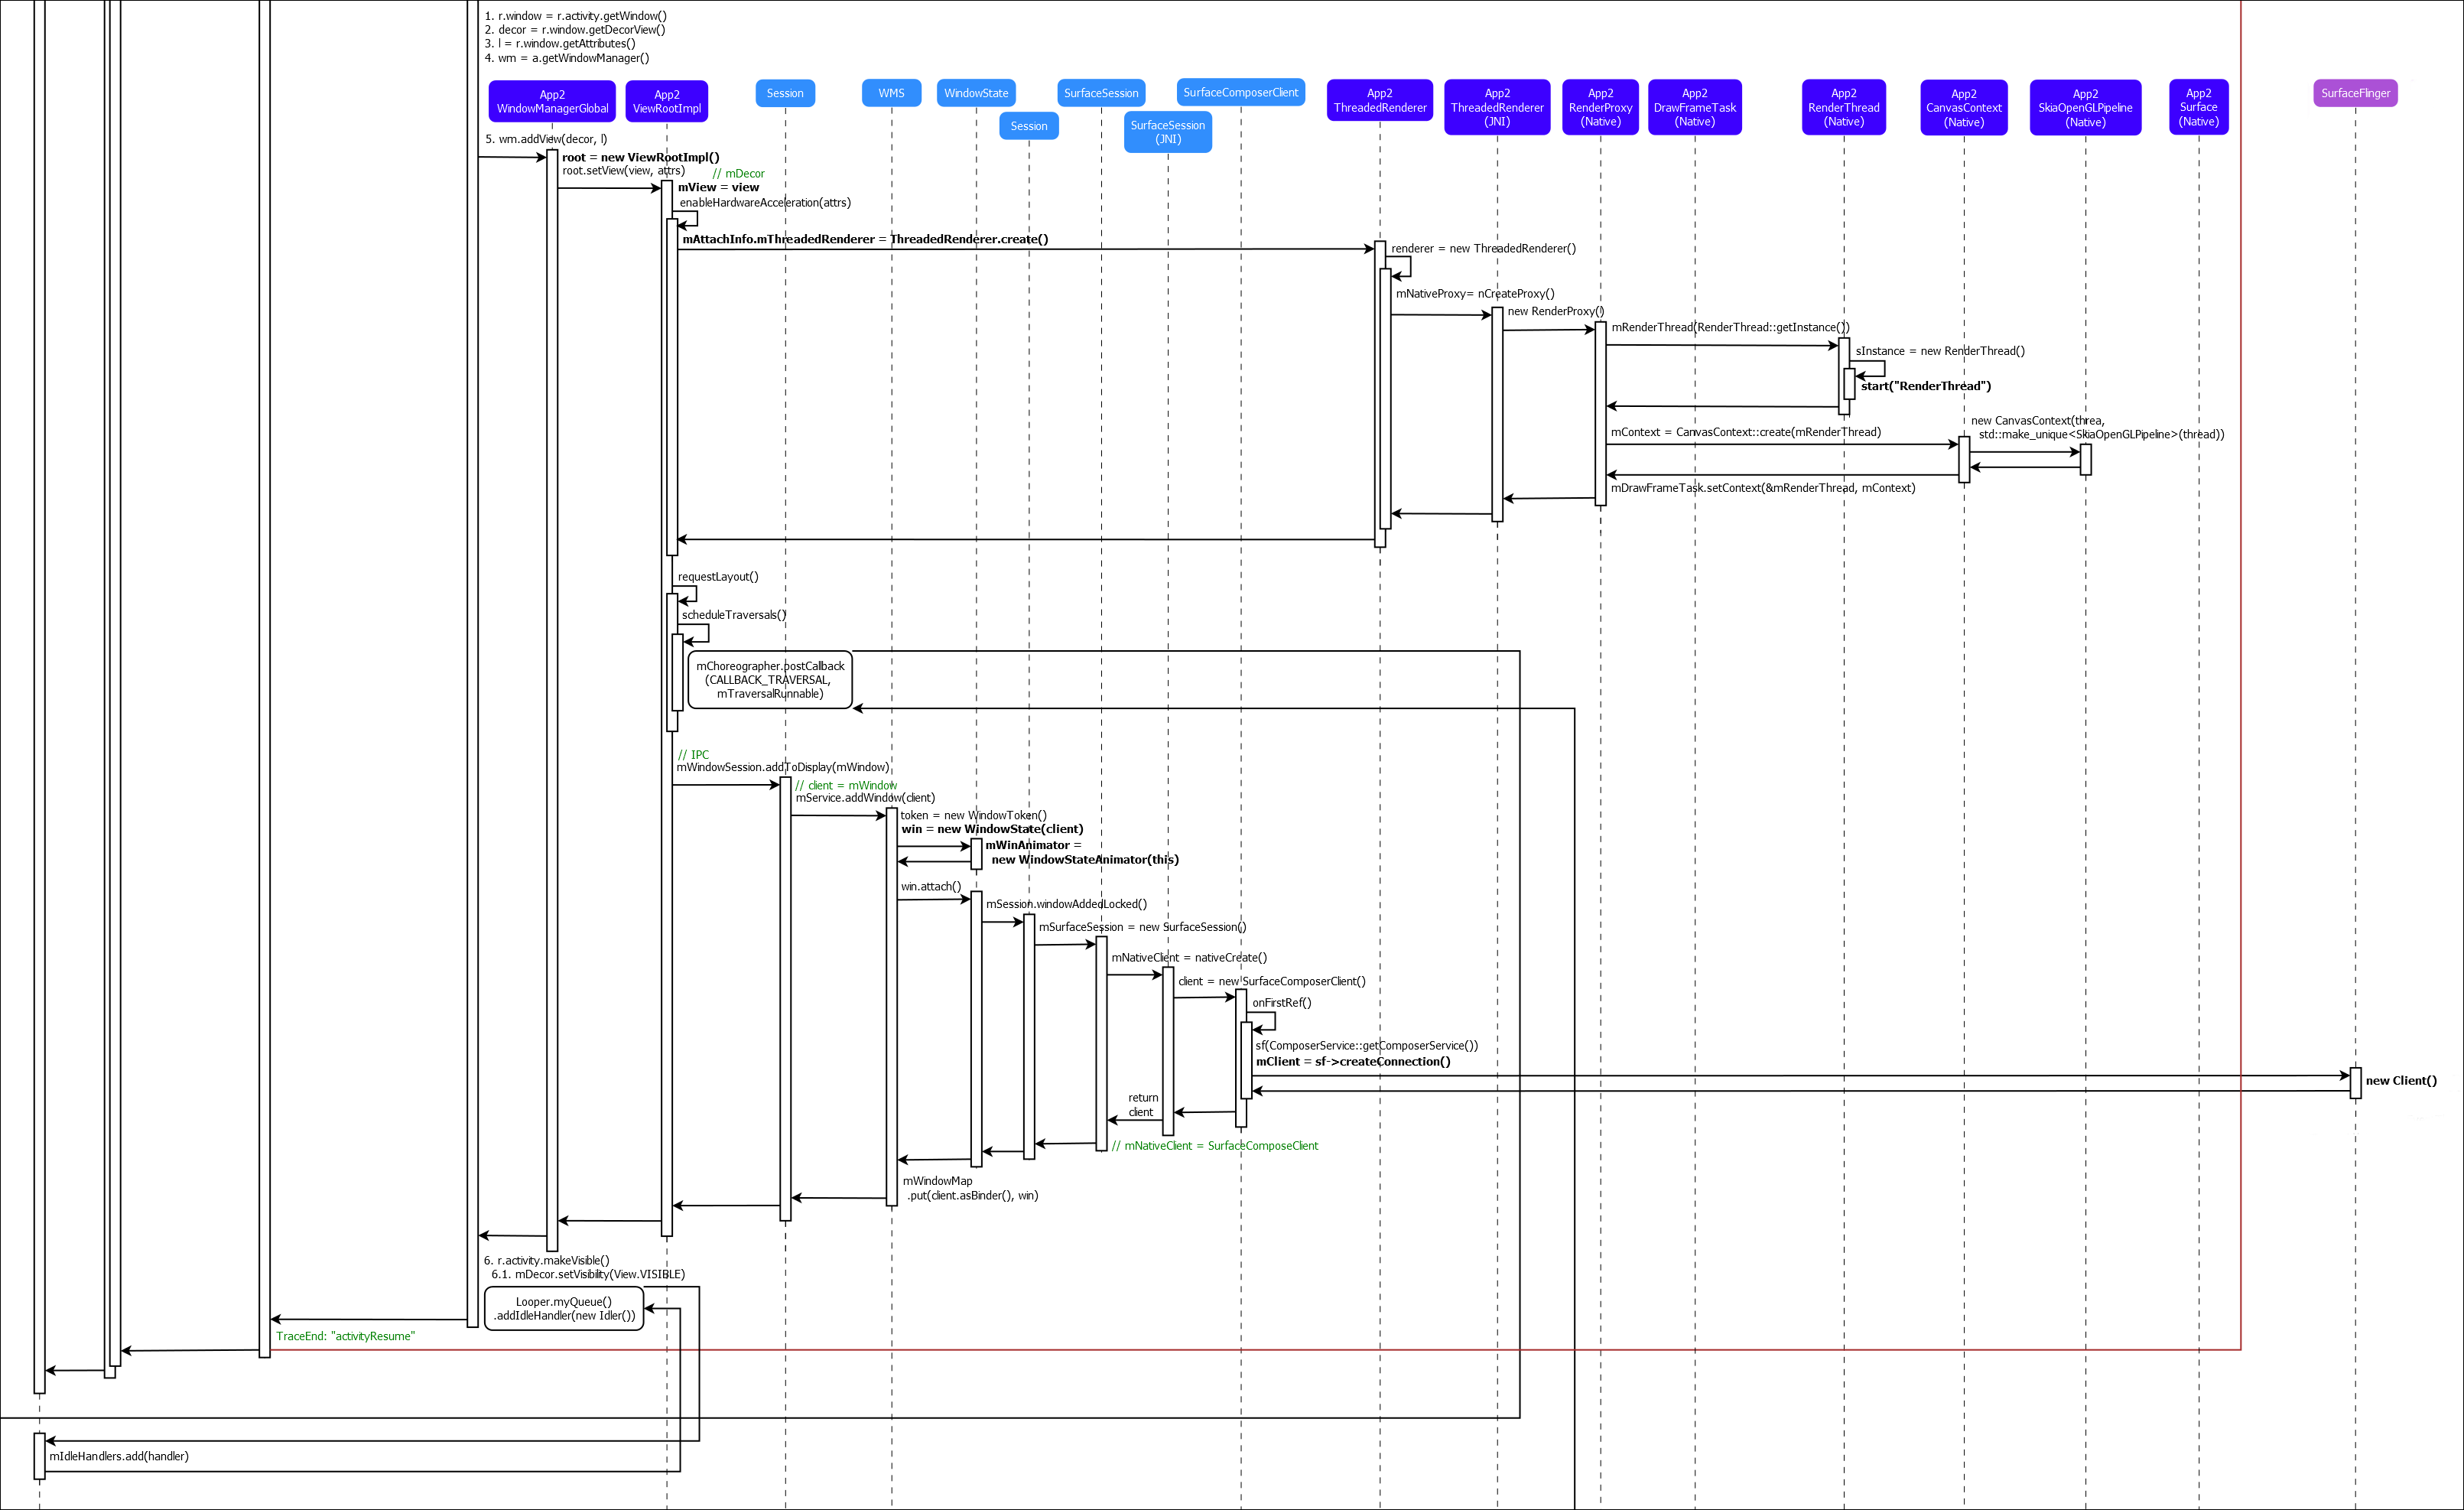 1. r.window = r.activity.getWindow()
2. decor = r.window.getDecorView()
3. l = r.window.getAttributes()
4. wm = a.getWindowManager()
App2
WindowManagerGlobal
App2
ViewRootImpl
Session
WMS
WindowState
Session
SurfaceSession
SurfaceSession
(JNI)
SurfaceComposerClient
App2
ThreadedRenderer
App2
ThreadedRenderer
(JNI)
App2
RenderProxy
(Native)
App2
DrawFrameTask
(Native)
App2
RenderThread
(Native)
App2
CanvasContext
(Native)
App2
SkiaOpenGLPipeline
(Native)
App2
Surface
(Native)
SurfaceFlinger
5. wm.addView(decor, l)
root = new ViewRootImpl()
root.setView(view, attrs)
// mDecor
mView = view
enableHardwareAcceleration(attrs)
mAttachInfo.mThreadedRenderer = ThreadedRenderer.create()
renderer = new ThreadedRenderer()
mNativeProxy= nCreateProxy()
new RenderProxy()
mRenderThread(RenderThread::getInstance())
sInstance = new RenderThread()
start("RenderThread")
mContext = CanvasContext::create(mRenderThread)
new CanvasContext(threa,
std::make_unique<SkiaOpenGLPipeline>(thread))
mDrawFrameTask.setContext(&mRenderThread, mContext)
requestLayout()
scheduleTraversals()
mChoreographer.postCallback
(CALLBACK_TRAVERSAL,
mTraversalRunnable)
// IPC
mWindowSession.addToDisplay(mWindow)
// client = mWindow
mService.addWindow(client)
token = new WindowToken()
win = new WindowState(client)
mWinAnimator =
new WindowStateAnimator(this)
win.attach()
mSession.windowAddedLocked()
mSurfaceSession = new SurfaceSession()
mNativeClient = nativeCreate()
client = new SurfaceComposerClient()
onFirstRef()
sf(ComposerService::getComposerService())
mClient = sf->createConnection()
new Client()
return
client
// mNativeClient = SurfaceComposeClient
mWindowMap
.put(client.asBinder(), win)
6. r.activity.makeVisible()
6.1. mDecor.setVisibility(View.VISIBLE)
Looper.myQueue()
.addIdleHandler(new Idler())
TraceEnd: "activityResume"
mIdleHandlers.add(handler)